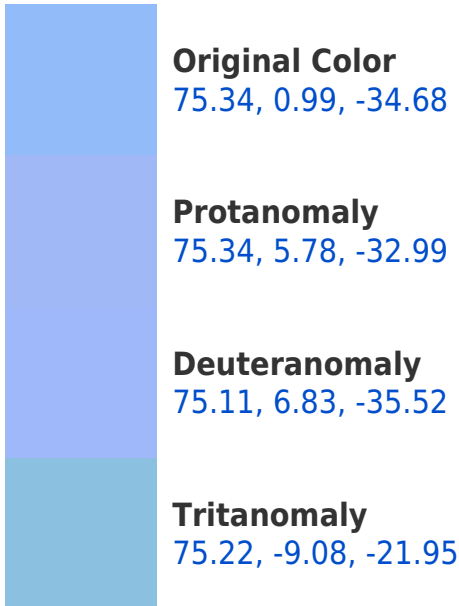 Original Color
75.34, 0.99, -34.68
Protanomaly
75.34, 5.78, -32.99
Deuteranomaly
75.11, 6.83, -35.52
Tritanomaly
75.22, -9.08, -21.95